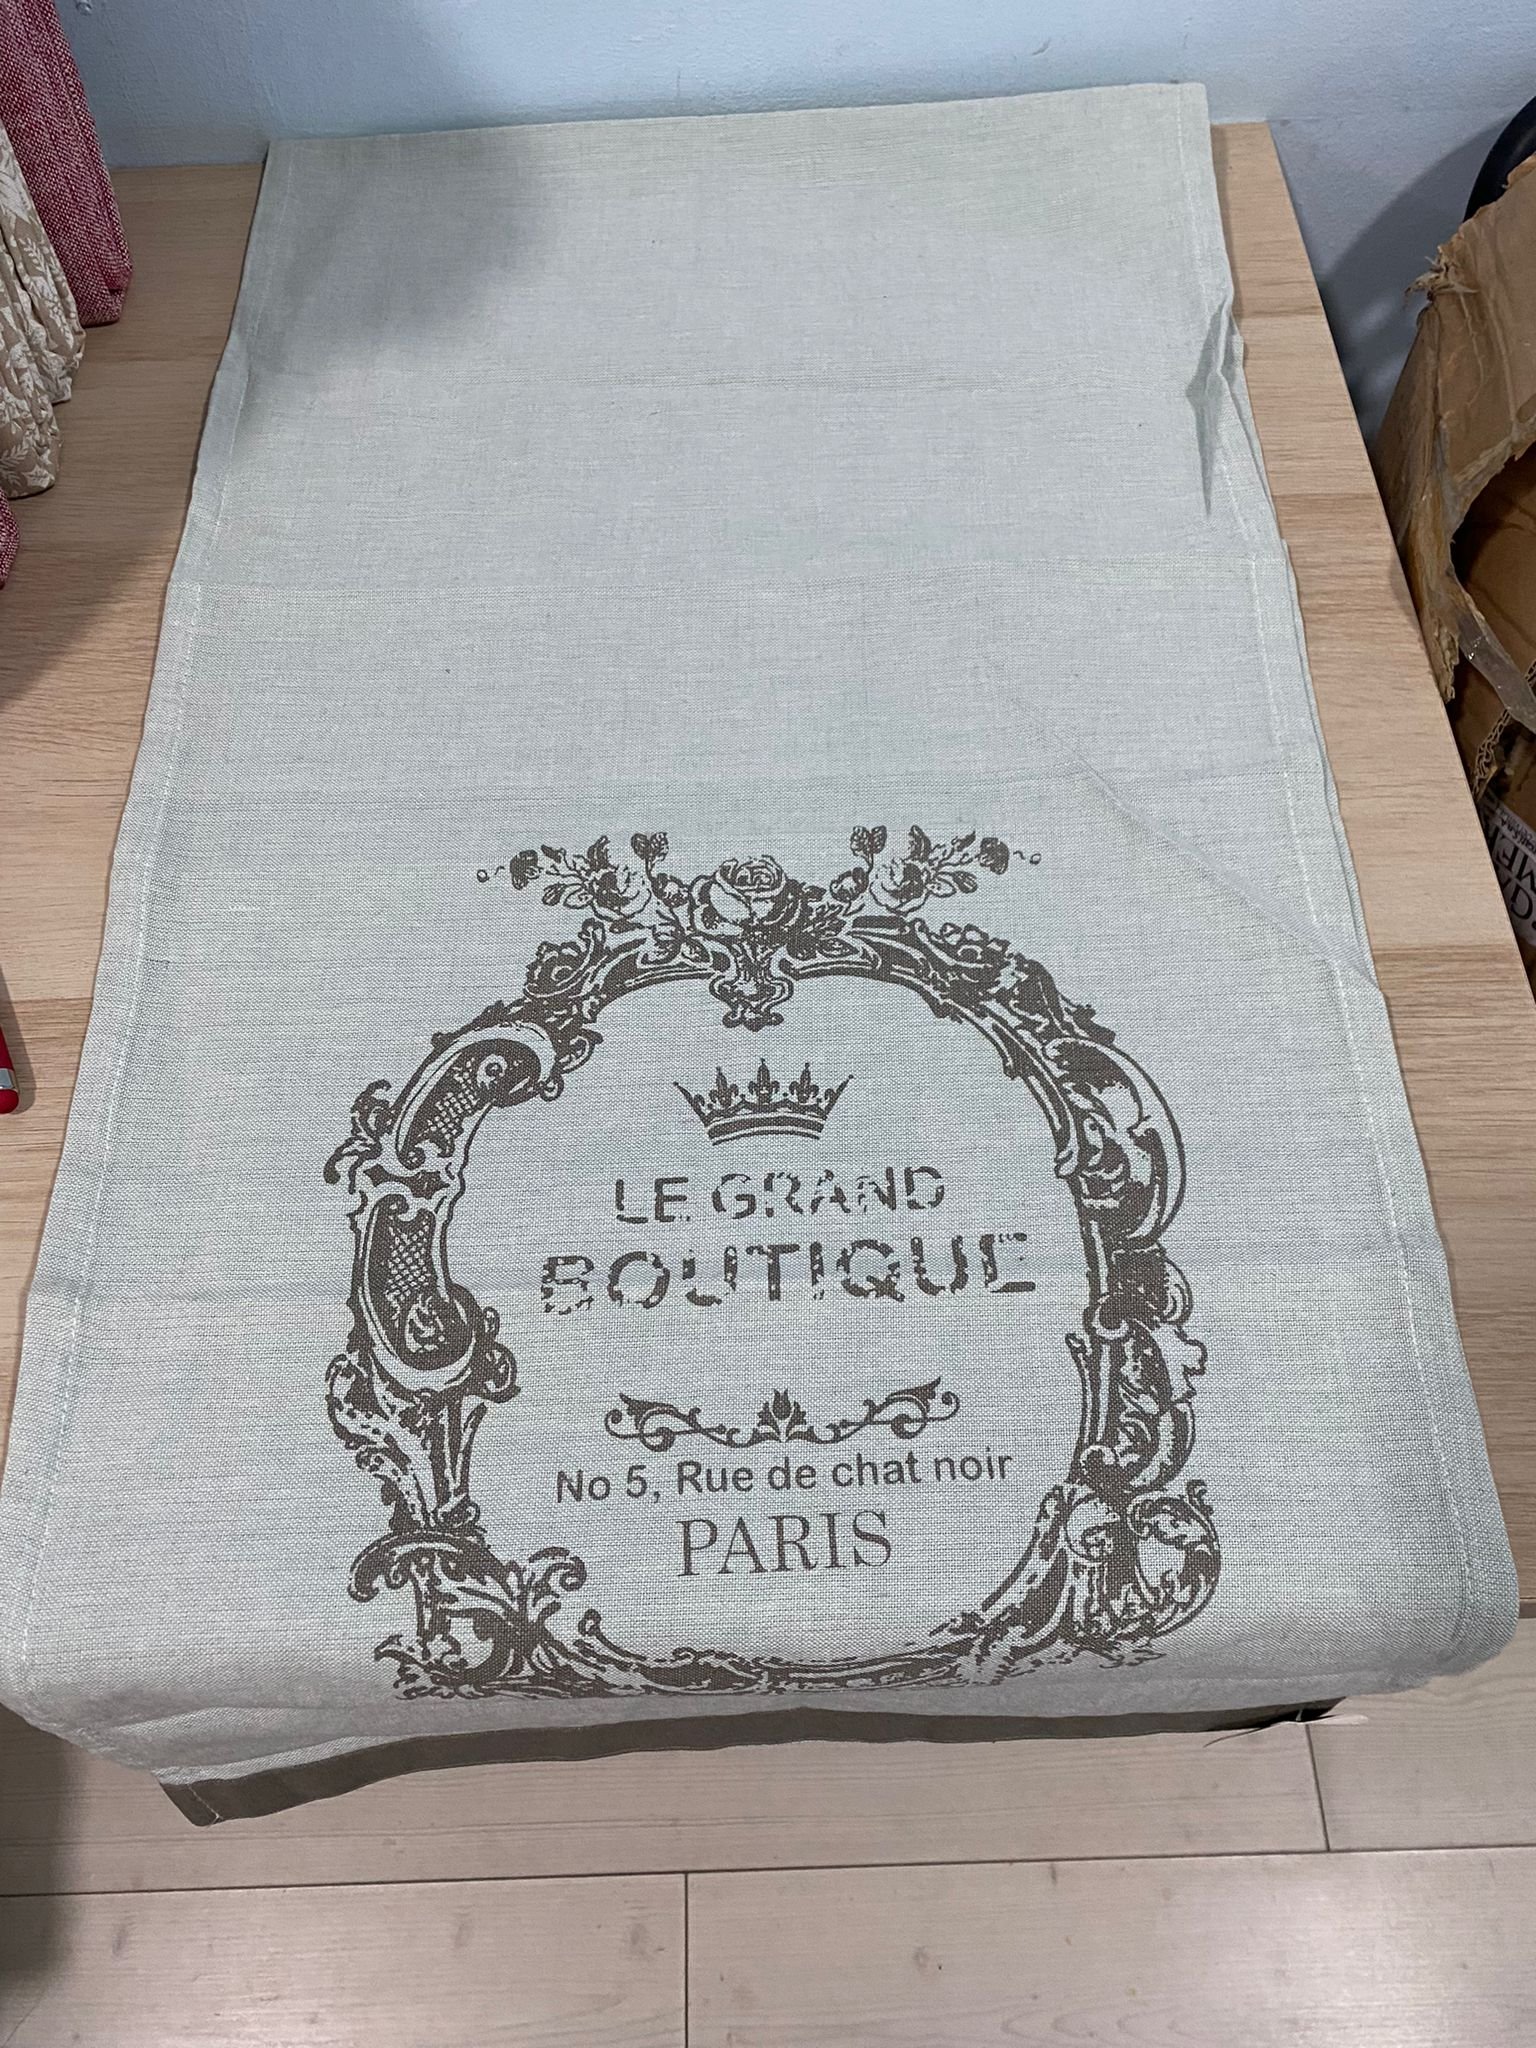 LE GRAND
BOUTIQUE
No 5, Rue de chat noir
PARIS